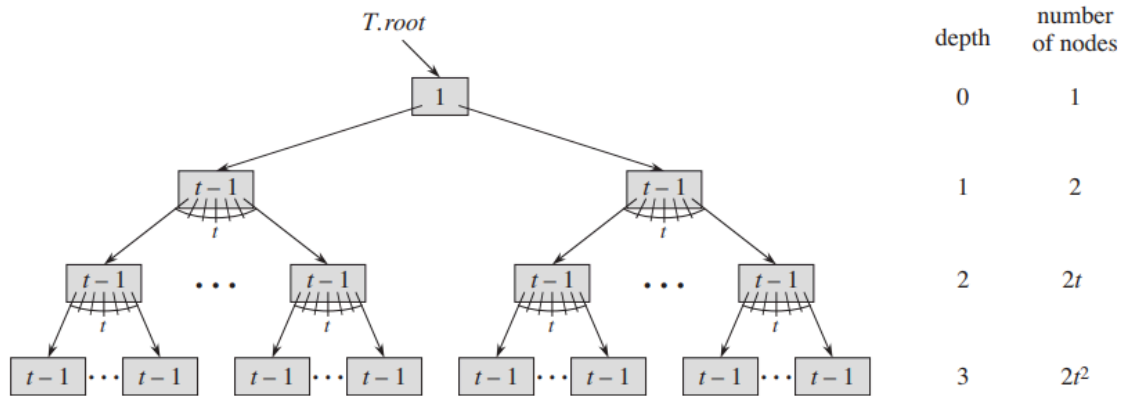 T.root
depth
number
of nodes
1
0
1
t – 1
t – 1
1
2
t
t
t – 1
• • •
t – 1
t – 1
• • •
t – 1
2
2t
t
t
t
t
t – 1
• • •
t – 1
t – 1
• • •
t – 1
t – 1
• • •
t – 1
t – 1
• • •
t – 1
3
2t²